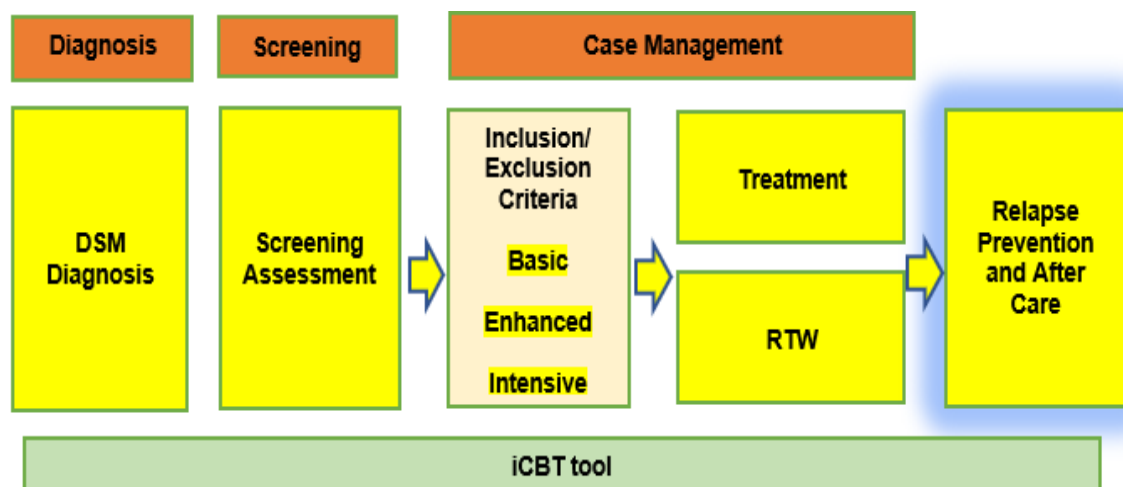 Diagnosis
Screening
Case Management
DSM
Diagnosis
Screening
Assessment
Inclusion/
Exclusion
Criteria
Basic
Enhanced
Intensive
Treatment
RTW
Relapse
Prevention
and After
Care
iCBT tool